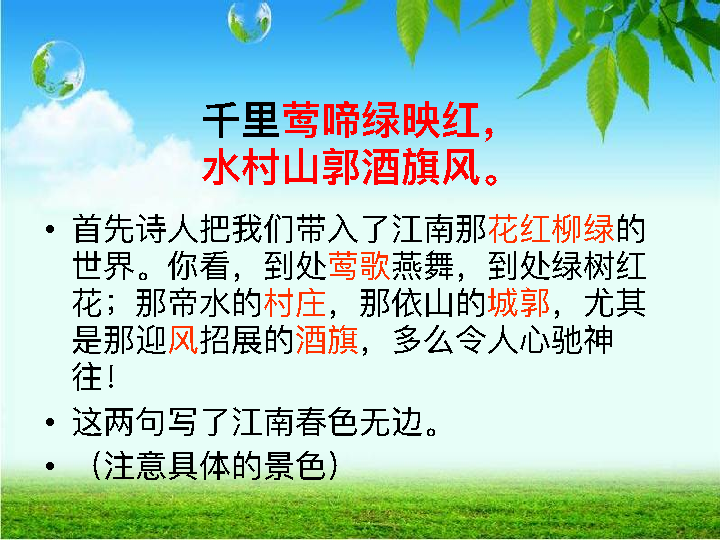 千里莺啼绿映红，
水村山郭酒旗风。
• 首先诗人把我们带入了江南那花红柳绿的
世界。你看，到处莺歌燕舞，到处绿树红
花；那帝水的村庄，那依山的城郭，尤其
是那迎风招展的酒旗，多么令人心驰神
往！
• 这两句写了江南春色无边。
• （注意具体的景色）